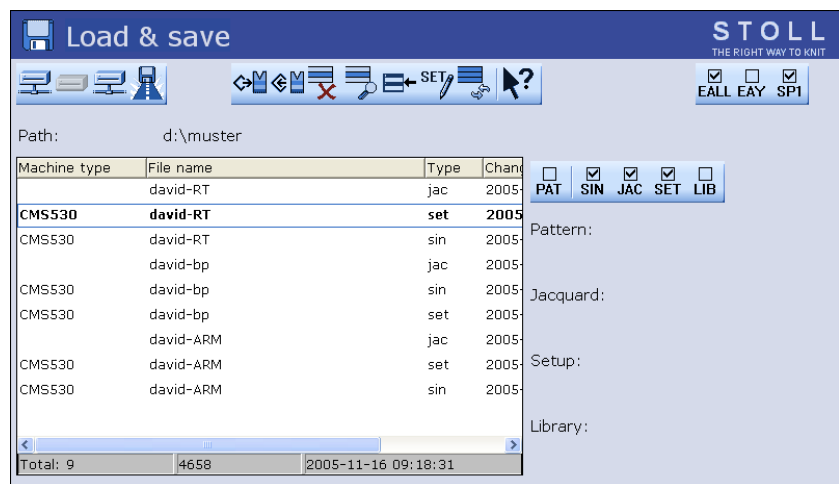 Load & save
STOLL
THE RIGHT WAY TO KNIT
SET
?
EALL EAY SP1
Path: d:\muster
Machine type File name Type Chang
david-RT jac 2005-
CMS530 david-RT set 2005
CMS530 david-RT sin 2005-
david-bp jac 2005-
CMS530 david-bp sin 2005-
CMS530 david-bp set 2005-
david-ARM jac 2005-
CMS530 david-ARM set 2005-
CMS530 david-ARM sin 2005-
Total: 9 4658 2005-11-16 09:18:31
PAT SIN JAC SET LIB
Pattern:
Jacquard:
Setup:
Library: